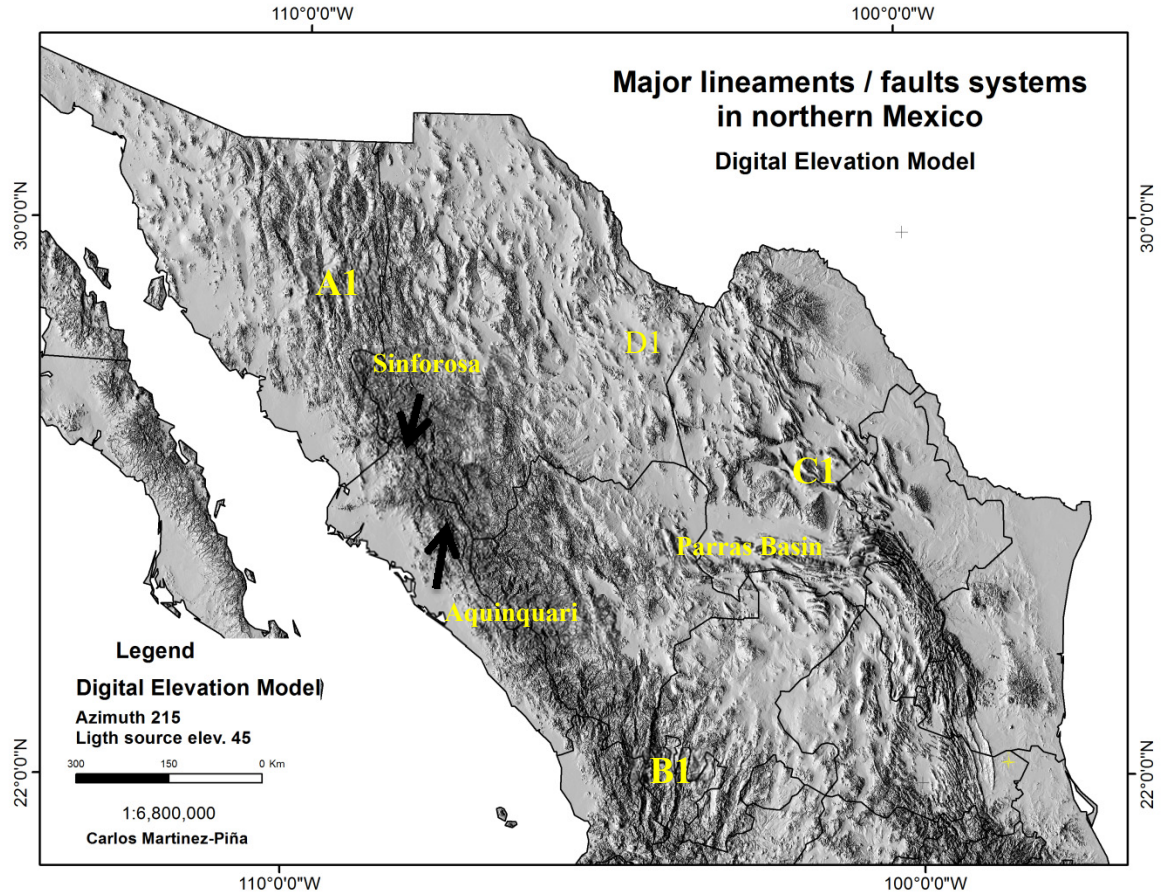 110°0'0"W
100°0'0"W
Major lineaments / faults systems
in northern Mexico
Digital Elevation Model
30°0'0"N
30°0'0"N
A1
D1
Sinforosa
C1
Parras Basin
Aquinquari
Legend
Digital Elevation Model
Azimuth 215
Ligth source elev. 45
300 150 0 Km
1:6,800,000
Carlos Martinez-Piña
B1
22°0'0"N
22°0'0"N
110°0'0"W
100°0'0"W